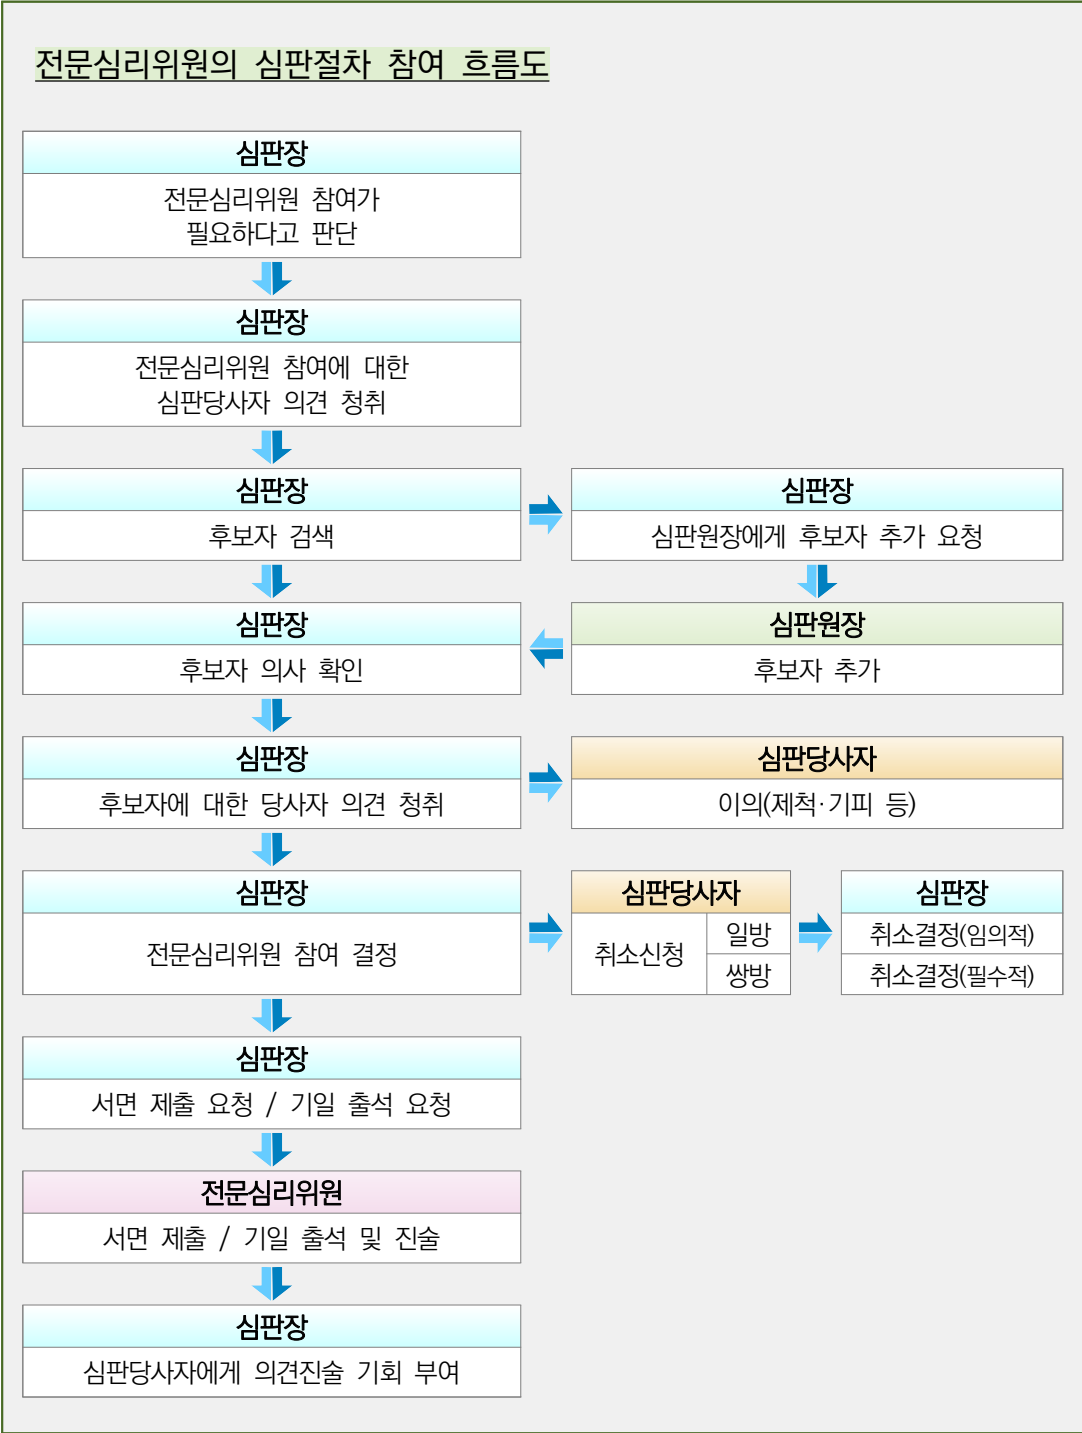 전문심리위원의 심판절차 참여 흐름도
심판장
전문심리위원 참여가
필요하다고 판단
심판장
전문심리위원 참여에 대한
심판당사자 의견 청취
심판장
후보자 검색
심판장
심판원장에게 후보자 추가 요청
심판장
후보자 의사 확인
심판원장
후보자 추가
심판장
후보자에 대한 당사자 의견 청취
심판당사자
이의(제척·기피 등)
심판장
전문심리위원 참여 결정
심판당사자
취소신청
일방
쌍방
심판장
취소결정(임의적)
취소결정(필수적)
심판장
서면 제출 요청 / 기일 출석 요청
전문심리위원
서면 제출 / 기일 출석 및 진술
심판장
심판당사자에게 의견진술 기회 부여